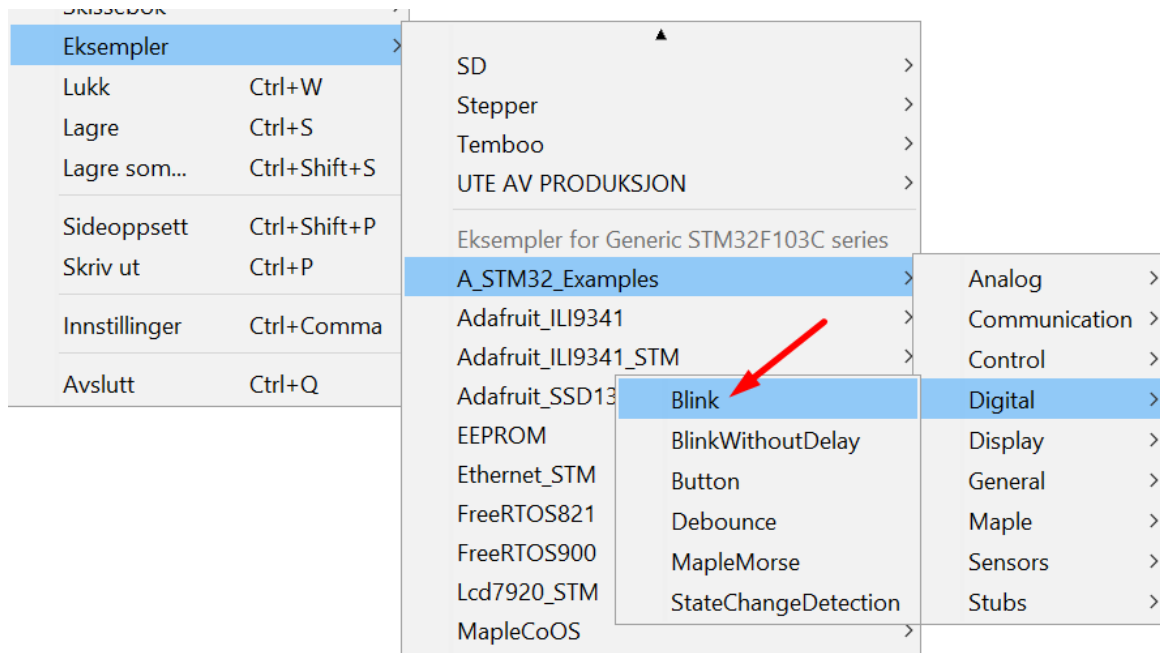 Skissebok
Eksempler
Lukk Ctrl+W
Lagre Ctrl+S
Lagre som... Ctrl+Shift+S
Sideoppsett Ctrl+Shift+P
Skriv ut Ctrl+P
Innstillinger Ctrl+Comma
Avslutt Ctrl+Q
SD
Stepper
Temboo
UTE AV PRODUKSJON
Eksempler for Generic STM32F103C series
A_STM32_Examples
Adafruit_ILI9341
Adafruit_ILI9341_STM
Adafruit_SSD13
EEPROM
Ethernet_STM
FreeRTOS821
FreeRTOS900
Lcd7920_STM
MapleCoOS
Analog
Communication
Control
Digital
Display
General
Maple
Sensors
Stubs
Blink
BlinkWithoutDelay
Button
Debounce
MapleMorse
StateChangeDetection